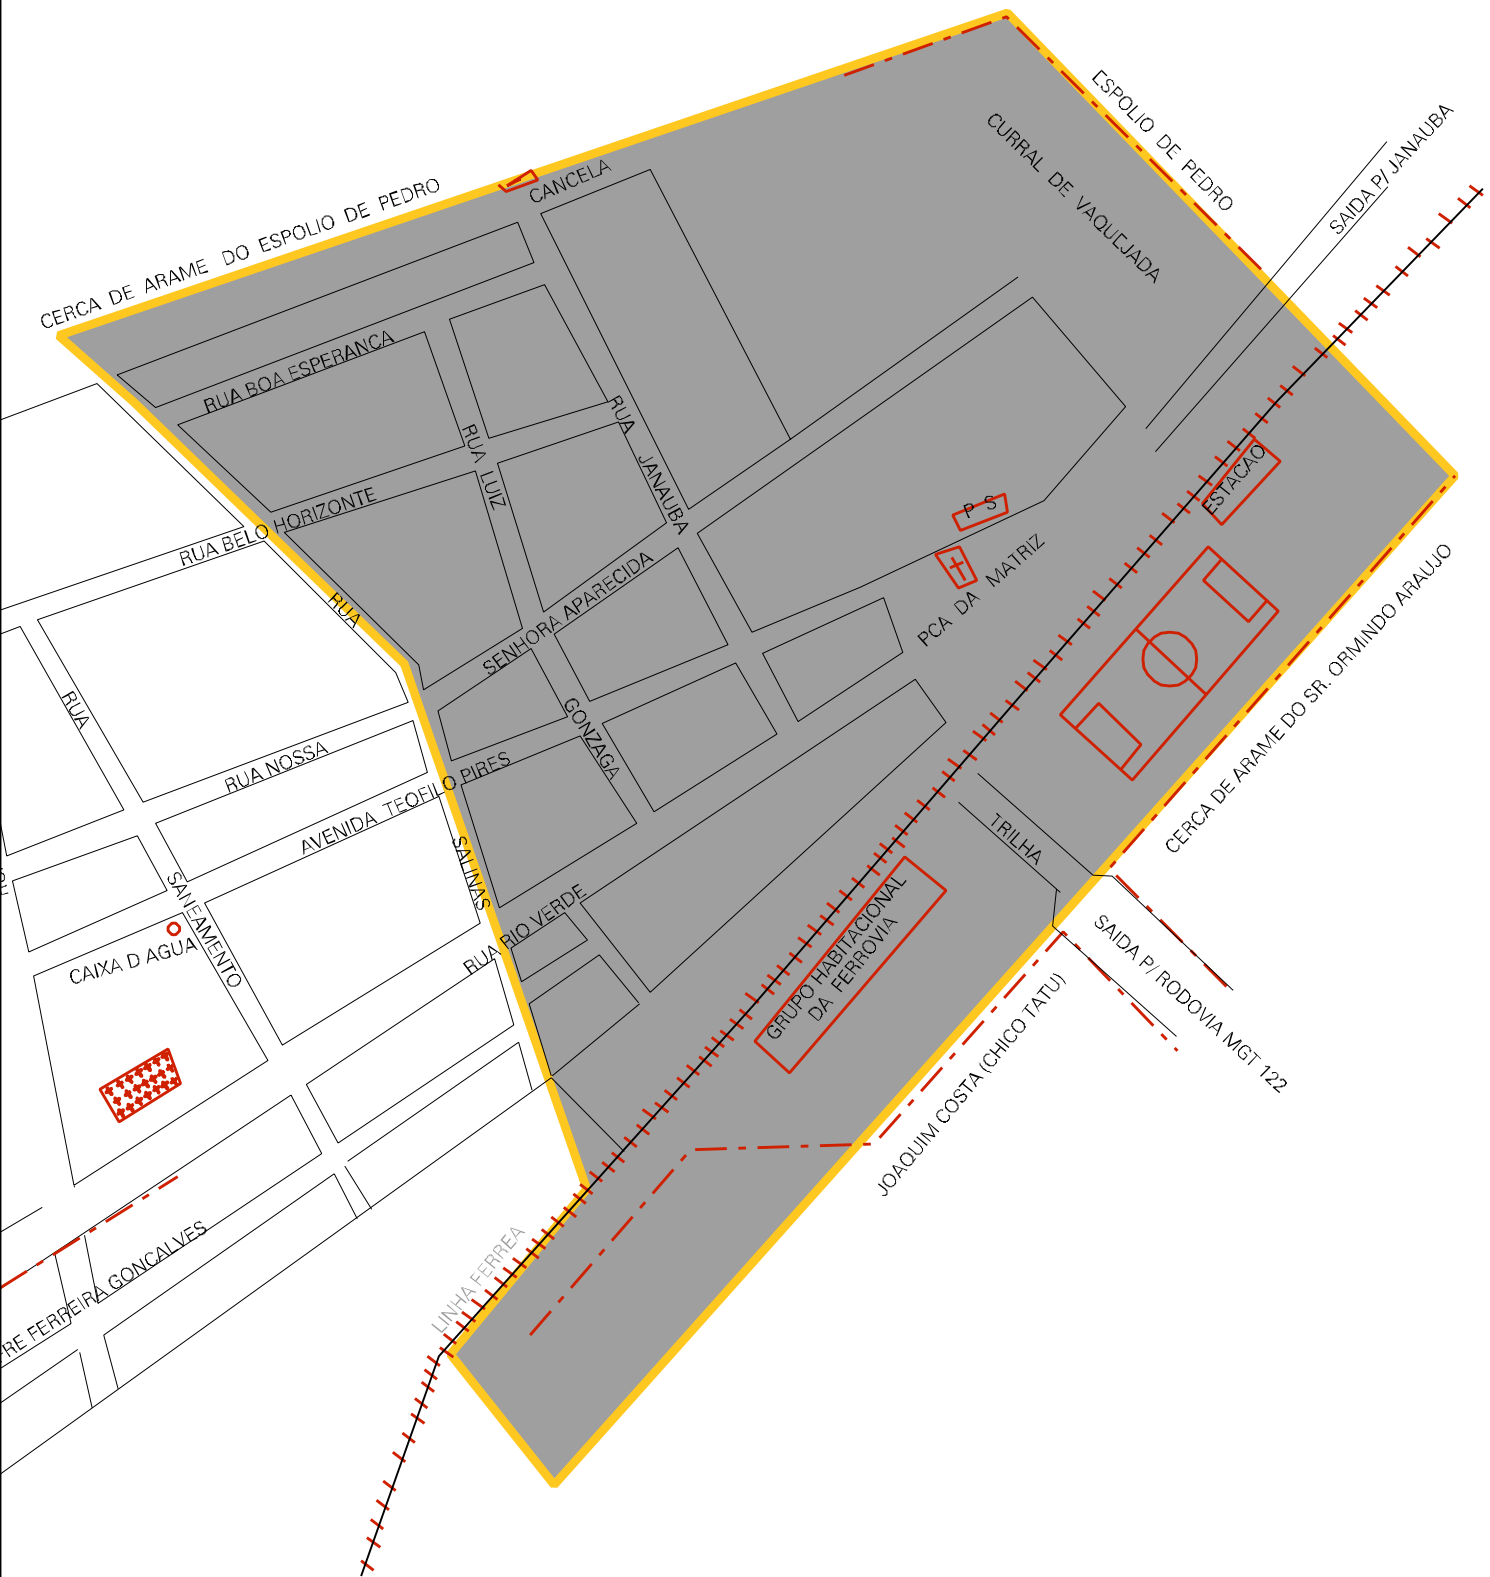 ESPOLIO DE PEDRO
CURRAL DE VAQUEJADA
SAIDA P/ JANAUBA
CERCA DE ARAME DO ESPOLIO DE PEDRO
CANCELA
RUA BOA ESPERANCA
RUA JANAUBA
RUA LUIZ
GONZAGA
RUA BELO HORIZONTE
ESTACAO
P S
PCA DA MATRIZ
SENHORA APARECIDA
RUA
SALINAS
CERCA DE ARAME DO SR. ORMINDO ARAUJO
RUA
SANEAMENTO
RUA NOSSA
AVENIDA TEOFILO PIRES
TRILHA
RUA RIO VERDE
CAIXA D AGUA
GRUPO HABITACIONAL
DA FERROVIA
SAIDA P/ RODOVIA MGT 122
JOAQUIM COSTA (CHICO TATU)
LINHA FERREA
FRE FERREIRA GONCALVES